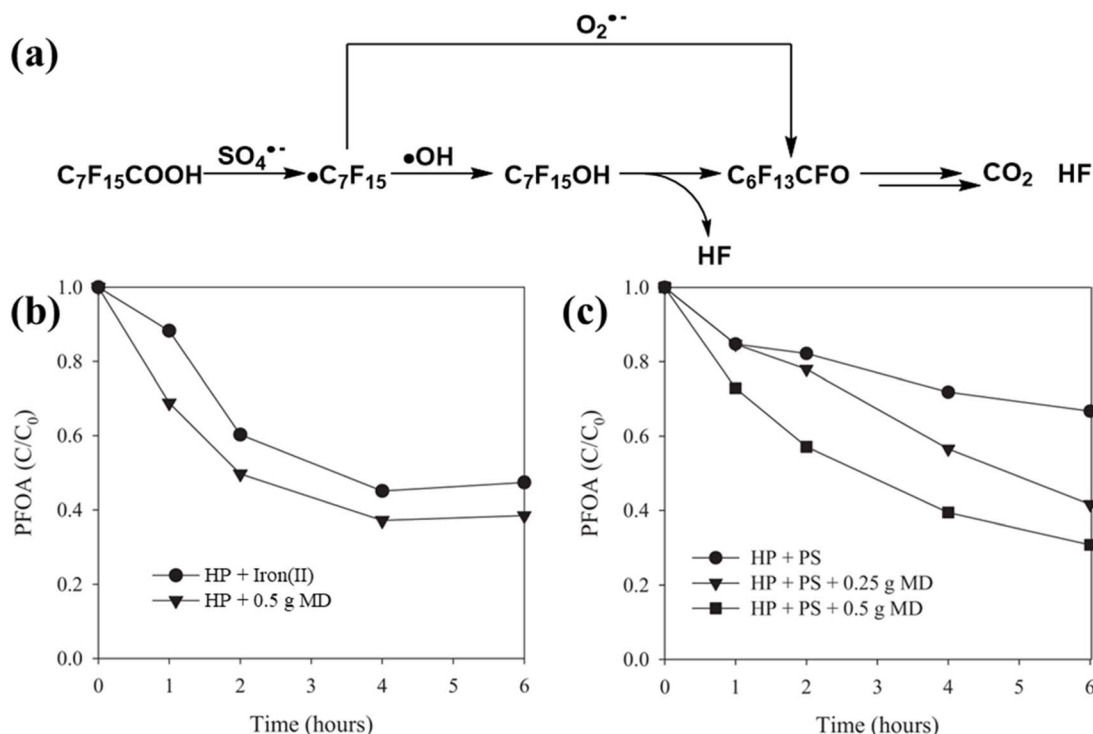 (a)
O₂•⁻
C₇F₁₅COOH SO₄•⁻ •C₇F₁₅ •OH C₇F₁₅OH C₆F₁₃CFO CO₂ HF
HF
(b)
1.0
0.8
0.6
0.4
0.2
0.0
PFOA (C/C₀)
HP + Iron(II)
HP + 0.5 g MD
0 1 2 3 4 5 6
Time (hours)
(c)
1.0
0.8
0.6
0.4
0.2
0.0
PFOA (C/C₀)
HP + PS
HP + PS + 0.25 g MD
HP + PS + 0.5 g MD
0 1 2 3 4 5 6
Time (hours)